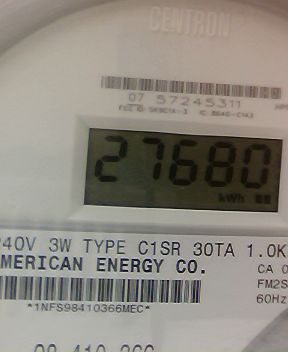 CENTRON®
07 57245311
27680
kWh
240V 3W TYPE C1SR 30TA 1.0K
AMERICAN ENERGY CO.
CA 0
FM2S
60Hz
*1NFS98410366MEC*